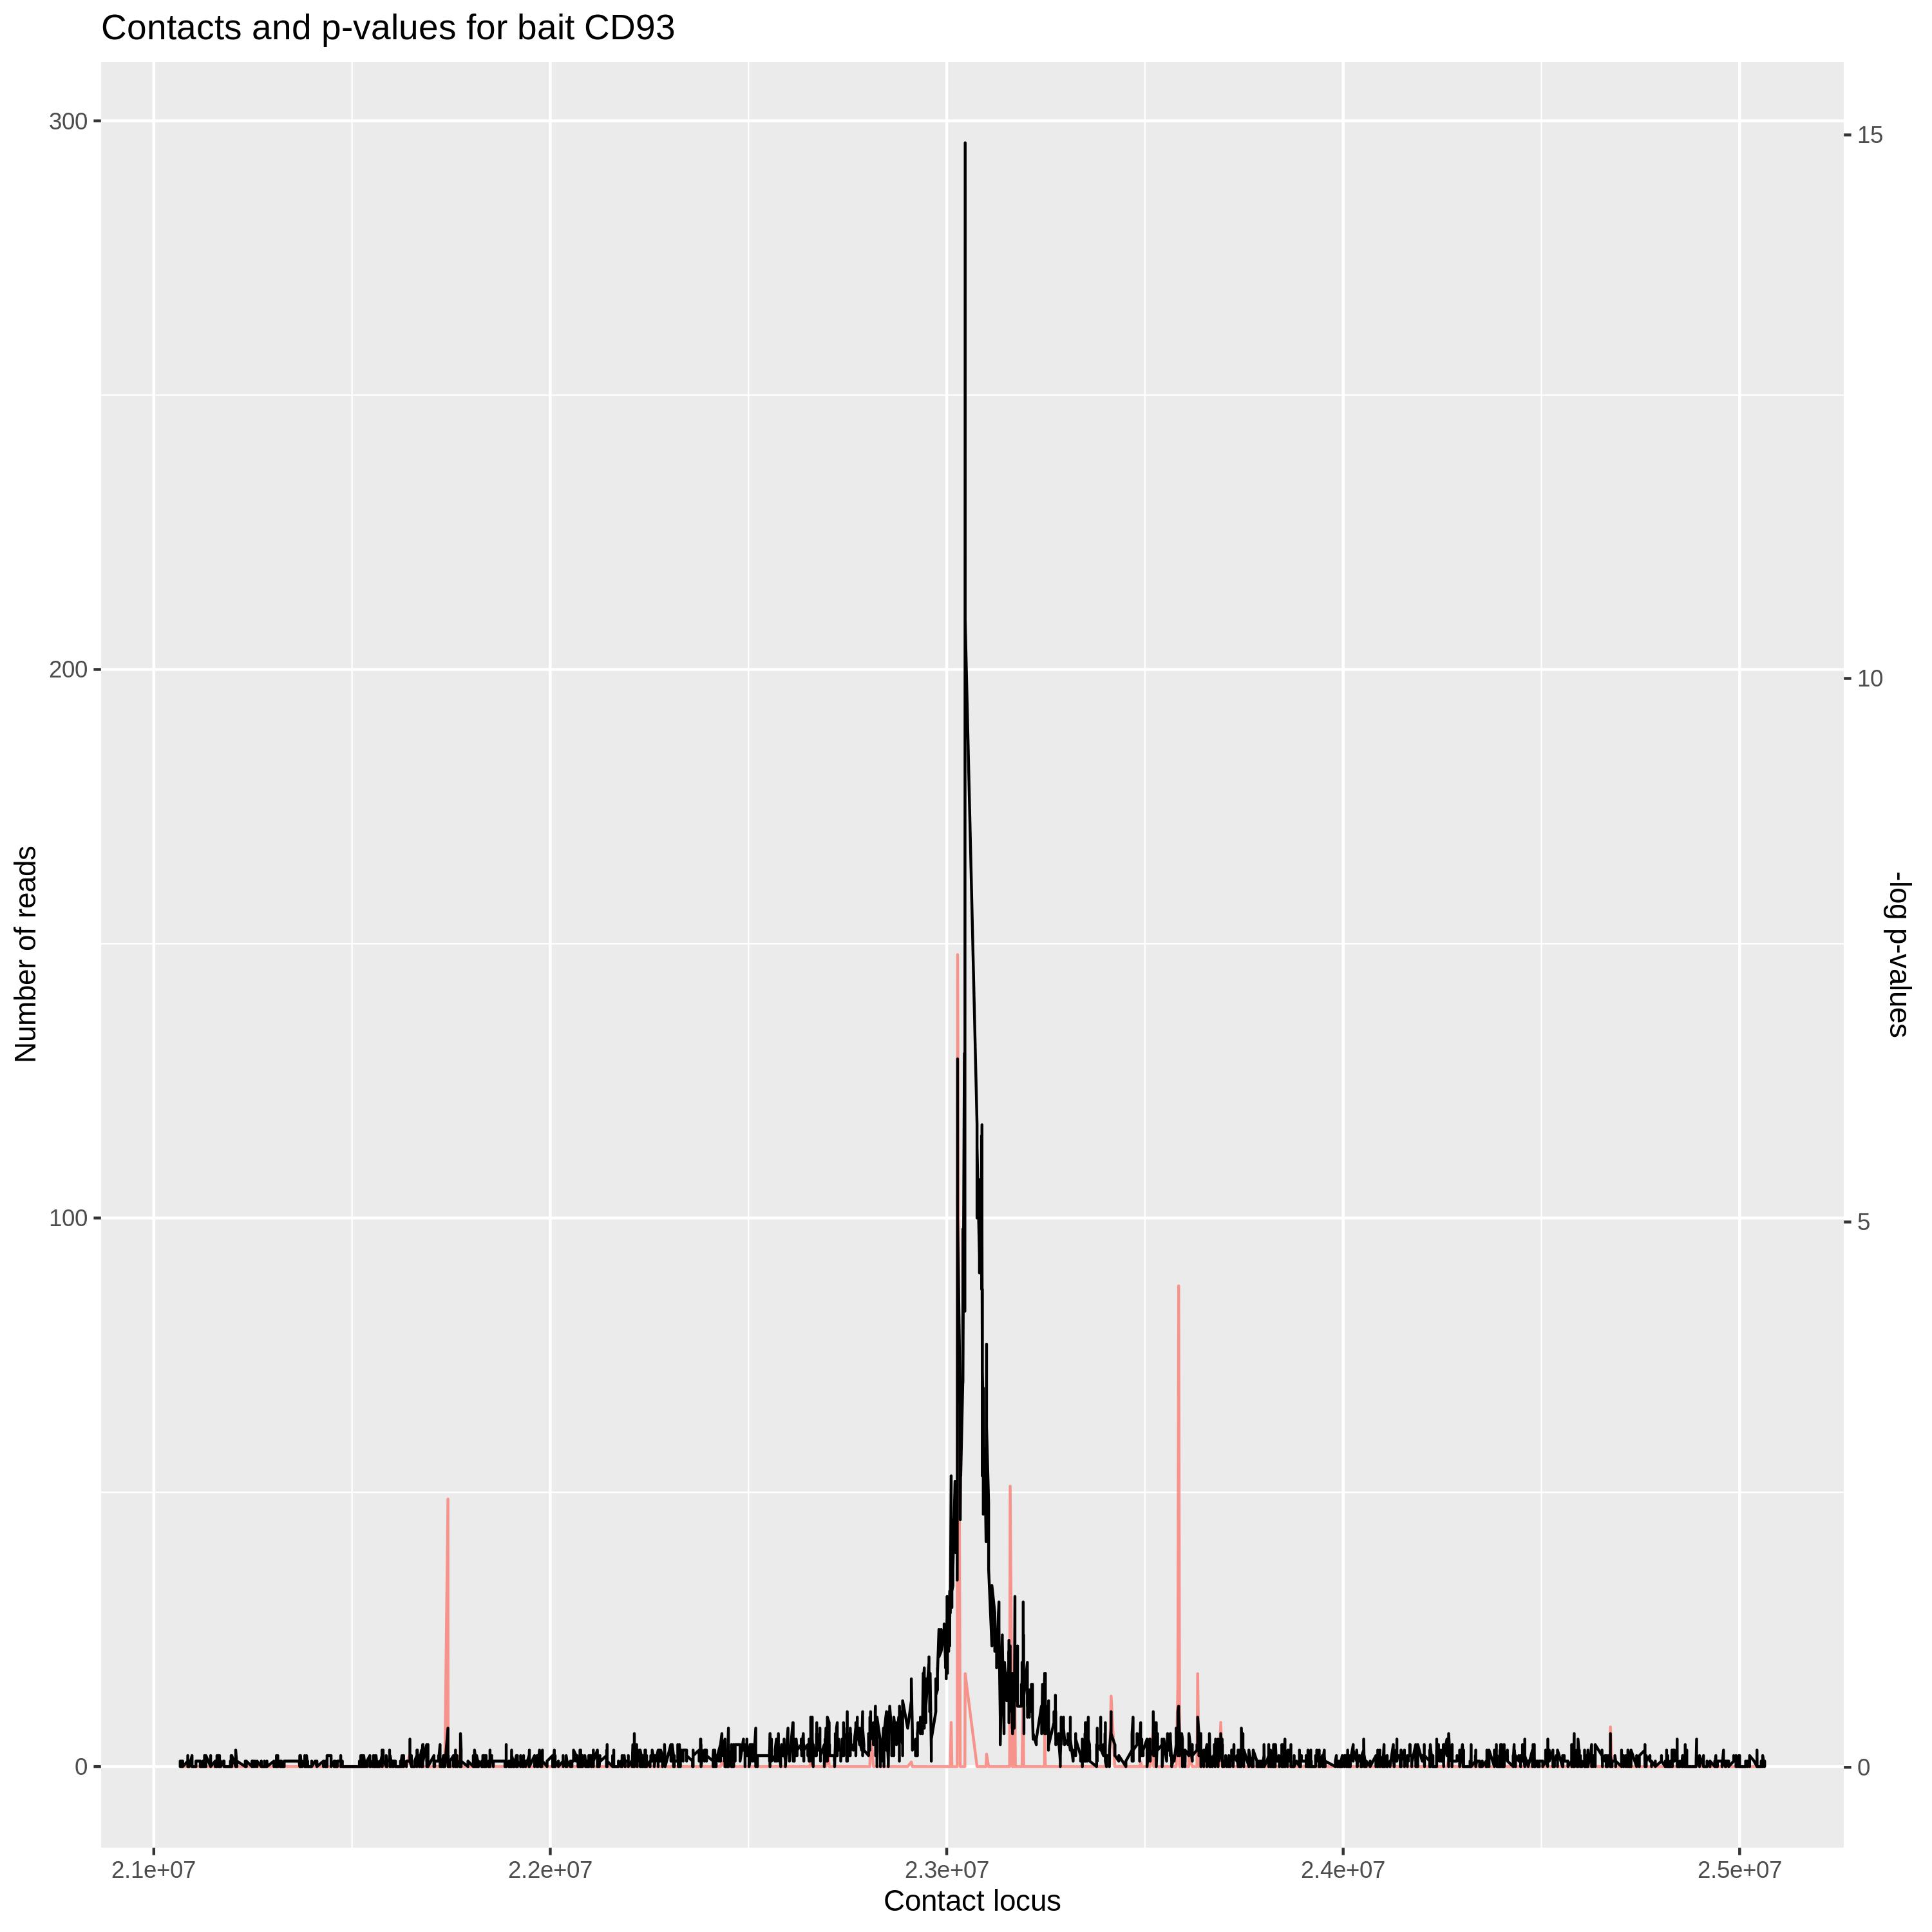 Contacts and p-values for bait CD93
300
200
100
0
Number of reads
15
10
5
0
-log p-values
2.1e+07
2.2e+07
2.3e+07
2.4e+07
2.5e+07
Contact locus